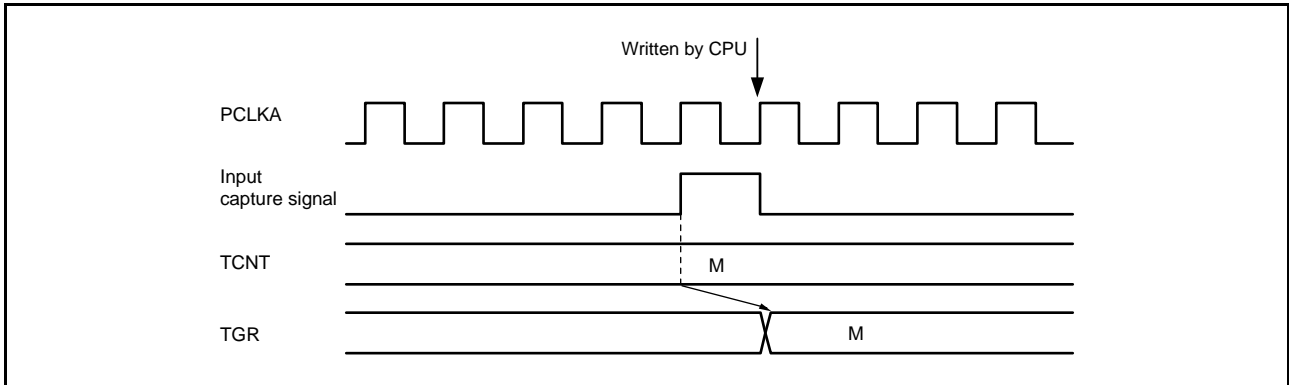 Written by CPU
PCLKA
Input
capture signal
TCNT
M
TGR
M